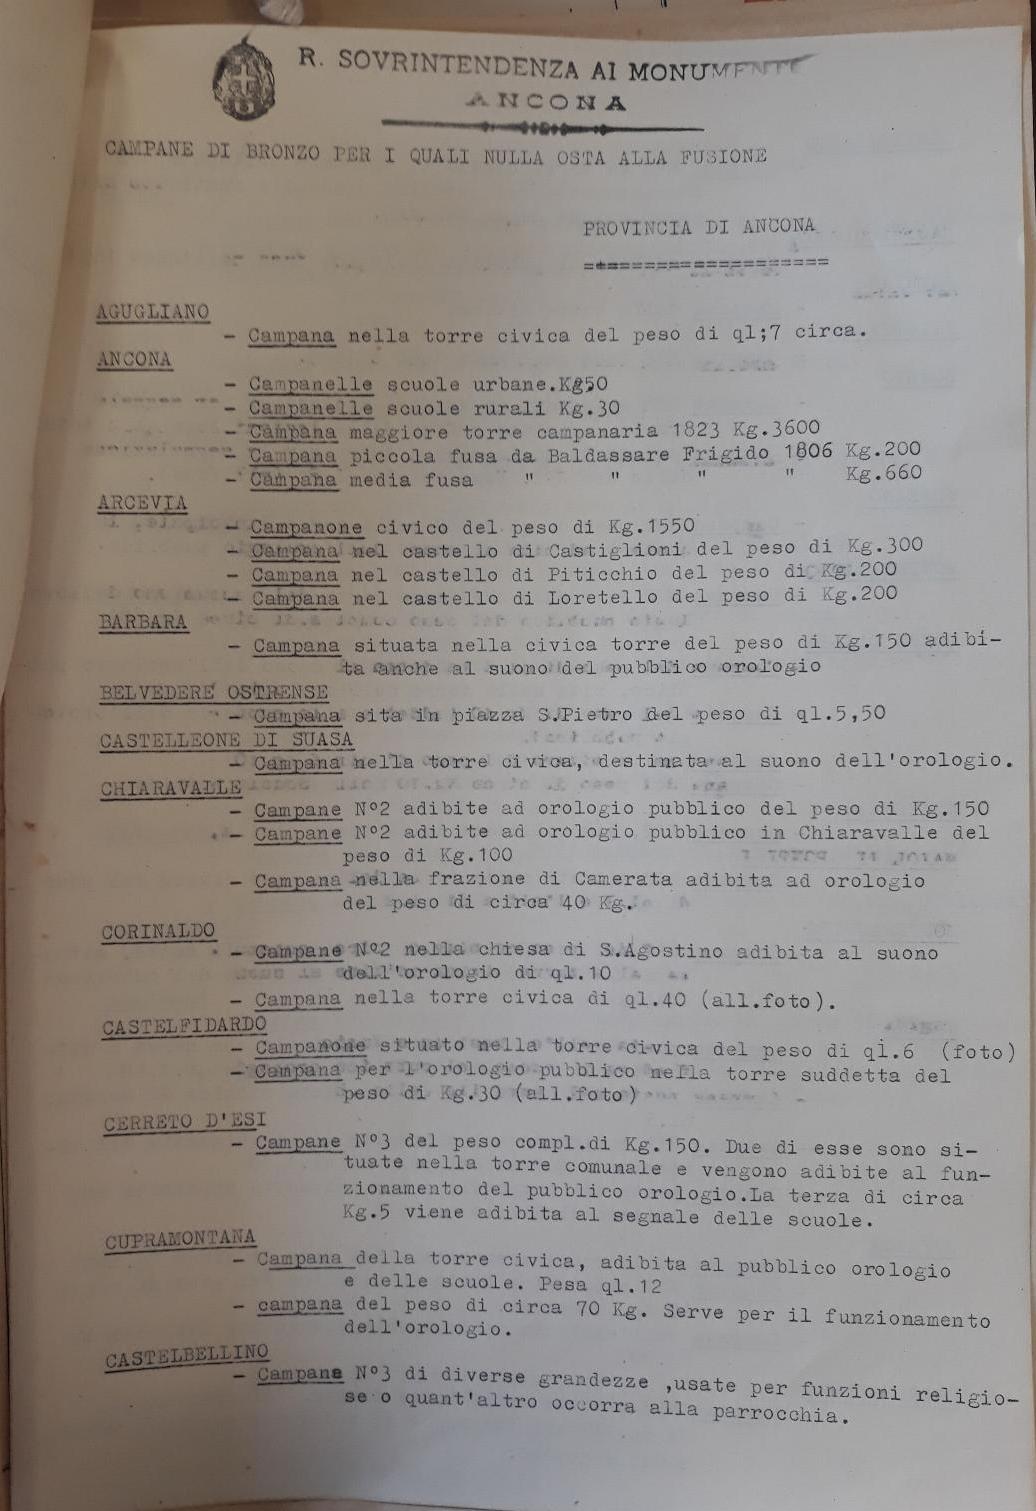 R. SOVRINTENDENZA AI MONUMENTI
ANCONA
CAMPANE DI BRONZO PER I QUALI NULLA OSTA ALLA FUSIONE
PROVINCIA DI ANCONA
====================
AGUGLIANO
- Campana nella torre civica del peso di ql;7 circa.
ANCONA
- Campanelle scuole urbane.Kg50
- Campanelle scuole rurali Kg.30
- Campana maggiore torre campanaria 1823 Kg.3600
- Campana piccola fusa da Baldassare Frigido 1806 Kg.200
- Campana media fusa " " " " Kg.660
ARCEVIA
- Campanone civico del peso di Kg.1550
- Campana nel castello di Castiglioni del peso di Kg.300
- Campana nel castello di Piticchio del peso di Kg.200
- Campana nel castello di Loretello del peso di Kg.200
BARBARA
- Campana situata nella civica torre del peso di Kg.150 adibi-
ta anche al suono del pubblico orologio
BELVEDERE OSTRENSE
- Campana sita in piazza S.Pietro del peso di ql.5,50
CASTELLEONE DI SUASA
- Campana nella torre civica, destinata al suono dell'orologio.
CHIARAVALLE
- Campane N°2 adibite ad orologio pubblico del peso di Kg.150
- Campane N°2 adibite ad orologio pubblico in Chiaravalle del
peso di Kg.100
- Campana nella frazione di Camerata adibita ad orologio
del peso di circa 40 Kg.
CORINALDO
- Campane N°2 nella chiesa di S.Agostino adibita al suono
dell'orologio di ql.10
- Campana nella torre civica di ql.40 (all.foto).
CASTELFIDARDO
- Campanone situato nella torre civica del peso di ql.6 (foto)
- Campana per l'orologio pubblico nella torre suddetta del
peso di Kg.30 (all.foto)
CERRETO D'ESI
- Campane N°3 del peso compl.di Kg.150. Due di esse sono si-
tuate nella torre comunale e vengono adibite al fun-
zionamento del pubblico orologio.La terza di circa
Kg.5 viene adibita al segnale delle scuole.
CUPRAMONTANA
- Campana della torre civica, adibita al pubblico orologio
e delle scuole. Pesa ql.12
- campana del peso di circa 70 Kg. Serve per il funzionamento
dell'orologio.
CASTELBELLINO
- Campane N°3 di diverse grandezze ,usate per funzioni religio-
se o quant'altro occorra alla parrocchia.